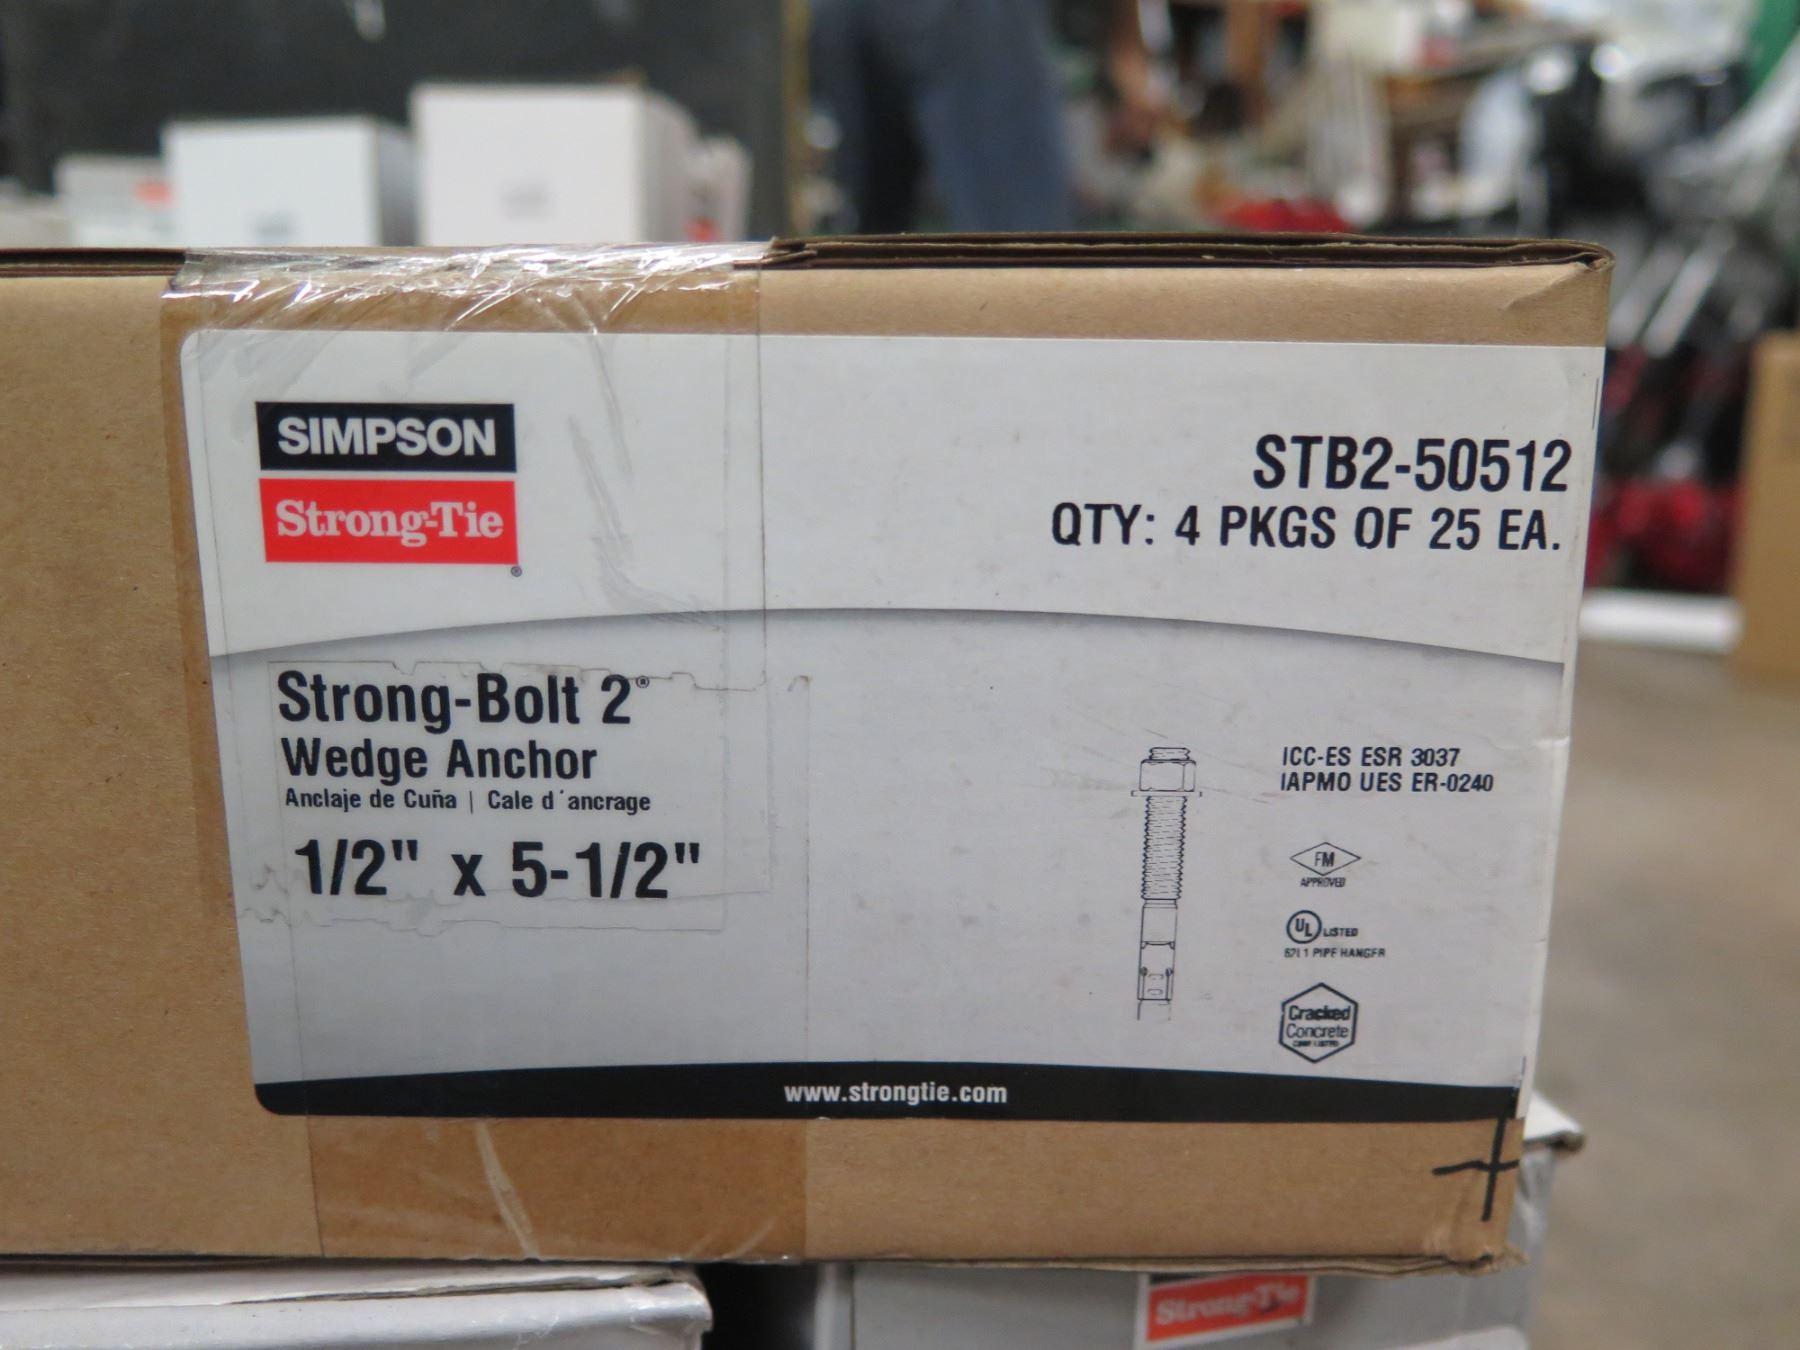 SIMPSON
Strong-Tie
®
STB2-50512
QTY: 4 PKGS OF 25 EA.
Strong-Bolt 2®
Wedge Anchor
Anclaje de Cuña | Cale d'ancrage
1/2" x 5-1/2"
ICC-ES ESR 3037
IAPMO UES ER-0240
FM
APPROVED
UL LISTED
PIPE HANGER
Cracked
Concrete
www.strongtie.com
Strong-Tie